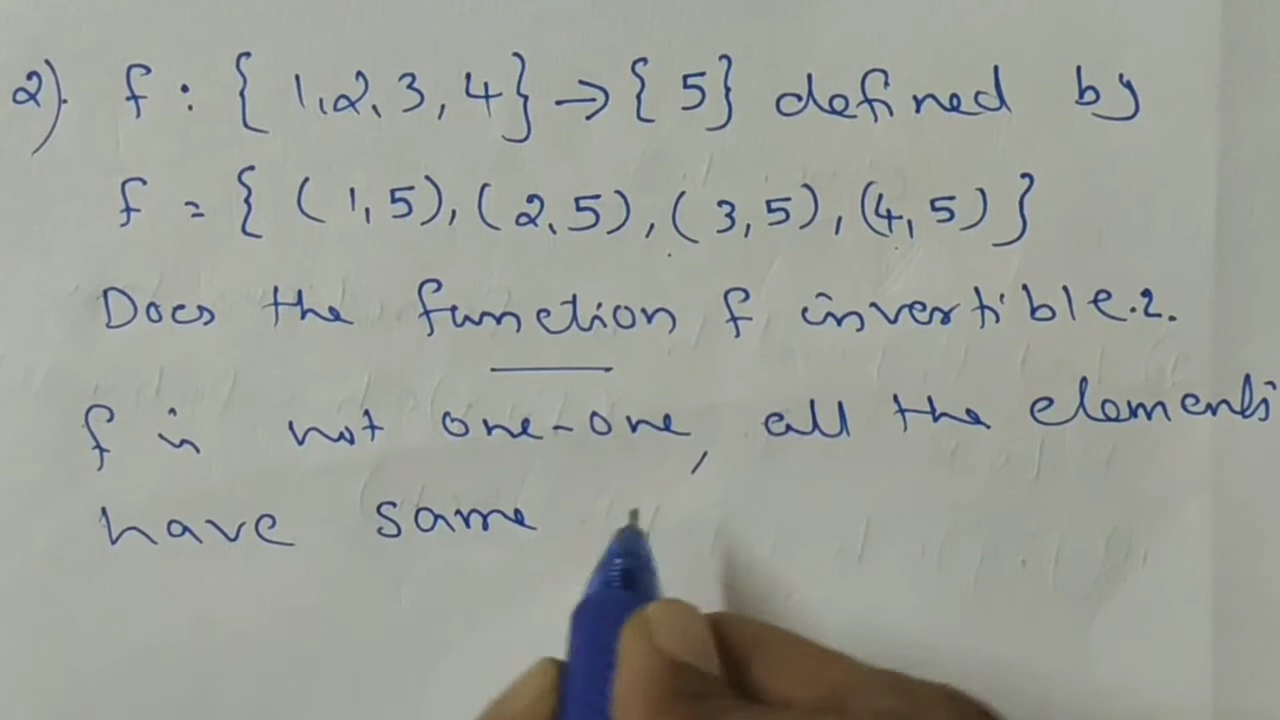 2). f : { 1,2,3,4} → { 5} defined by
f = { (1,5), (2,5), (3,5), (4,5)}
Does the function f invertible.?.
f is not one-one, all the elements
have same